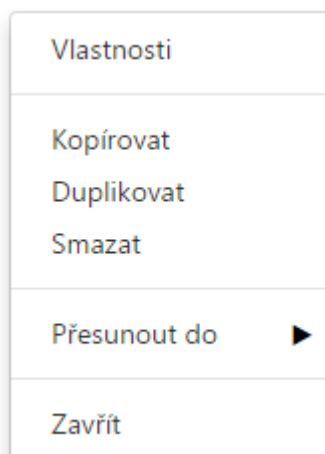 Vlastnosti
Kopírovat
Duplikovat
Smazat
Přesunout do
Zavřít